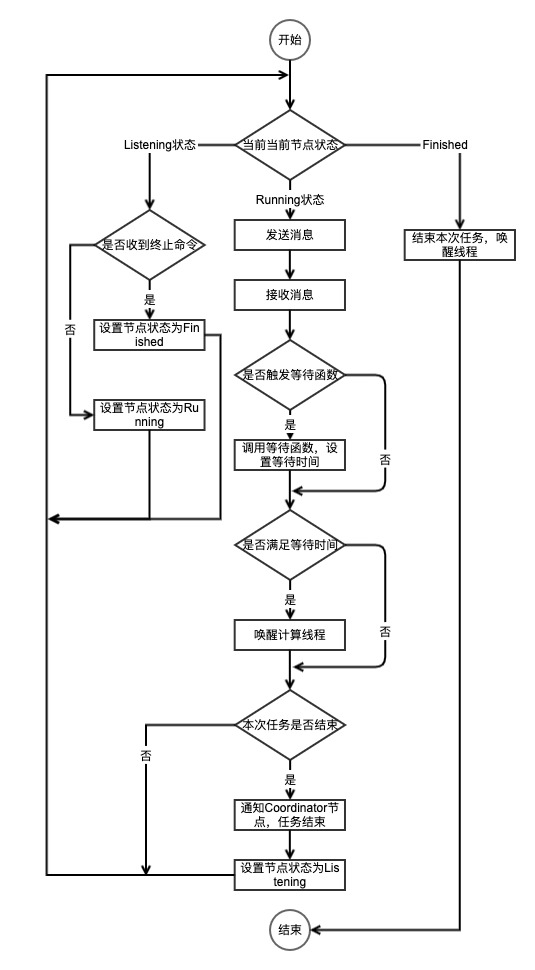 开始
当前当前节点状态
Listening状态
Finished
Running状态
发送消息
结束本次任务，唤
醒线程
是否收到终止命令
接收消息
是
否
设置节点状态为Fin
ished
是否触发等待函数
设置节点状态为Ru
nning
是
否
调用等待函数，设
置等待时间
是否满足等待时间
是
否
唤醒计算线程
本次任务是否结束
否
是
通知Coordinator节
点，任务结束
设置节点状态为Lis
tening
结束